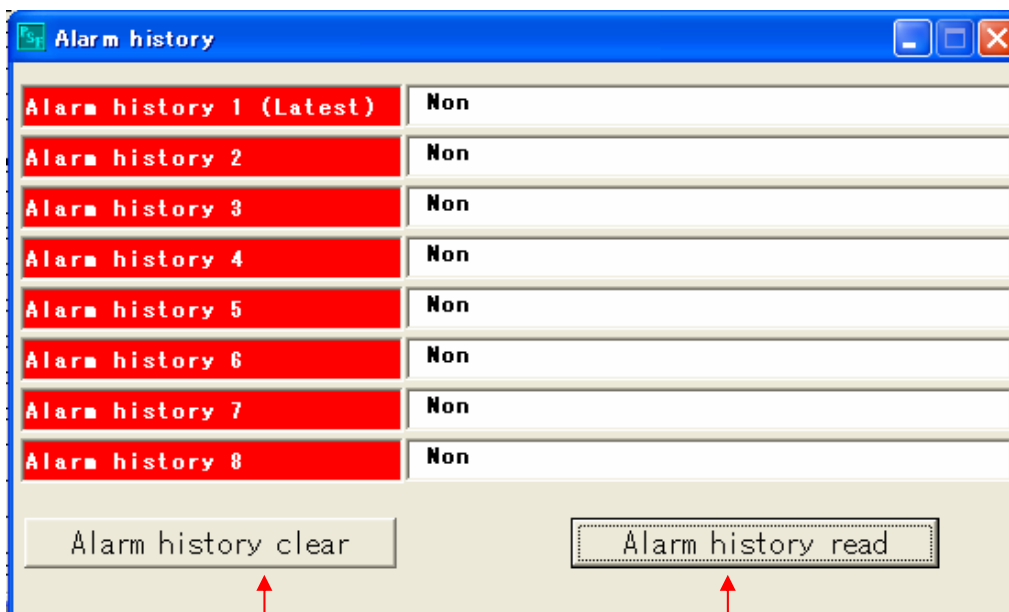 PSF Alarm history
Alarm history 1 (Latest) Non
Alarm history 2 Non
Alarm history 3 Non
Alarm history 4 Non
Alarm history 5 Non
Alarm history 6 Non
Alarm history 7 Non
Alarm history 8 Non
Alarm history clear Alarm history read